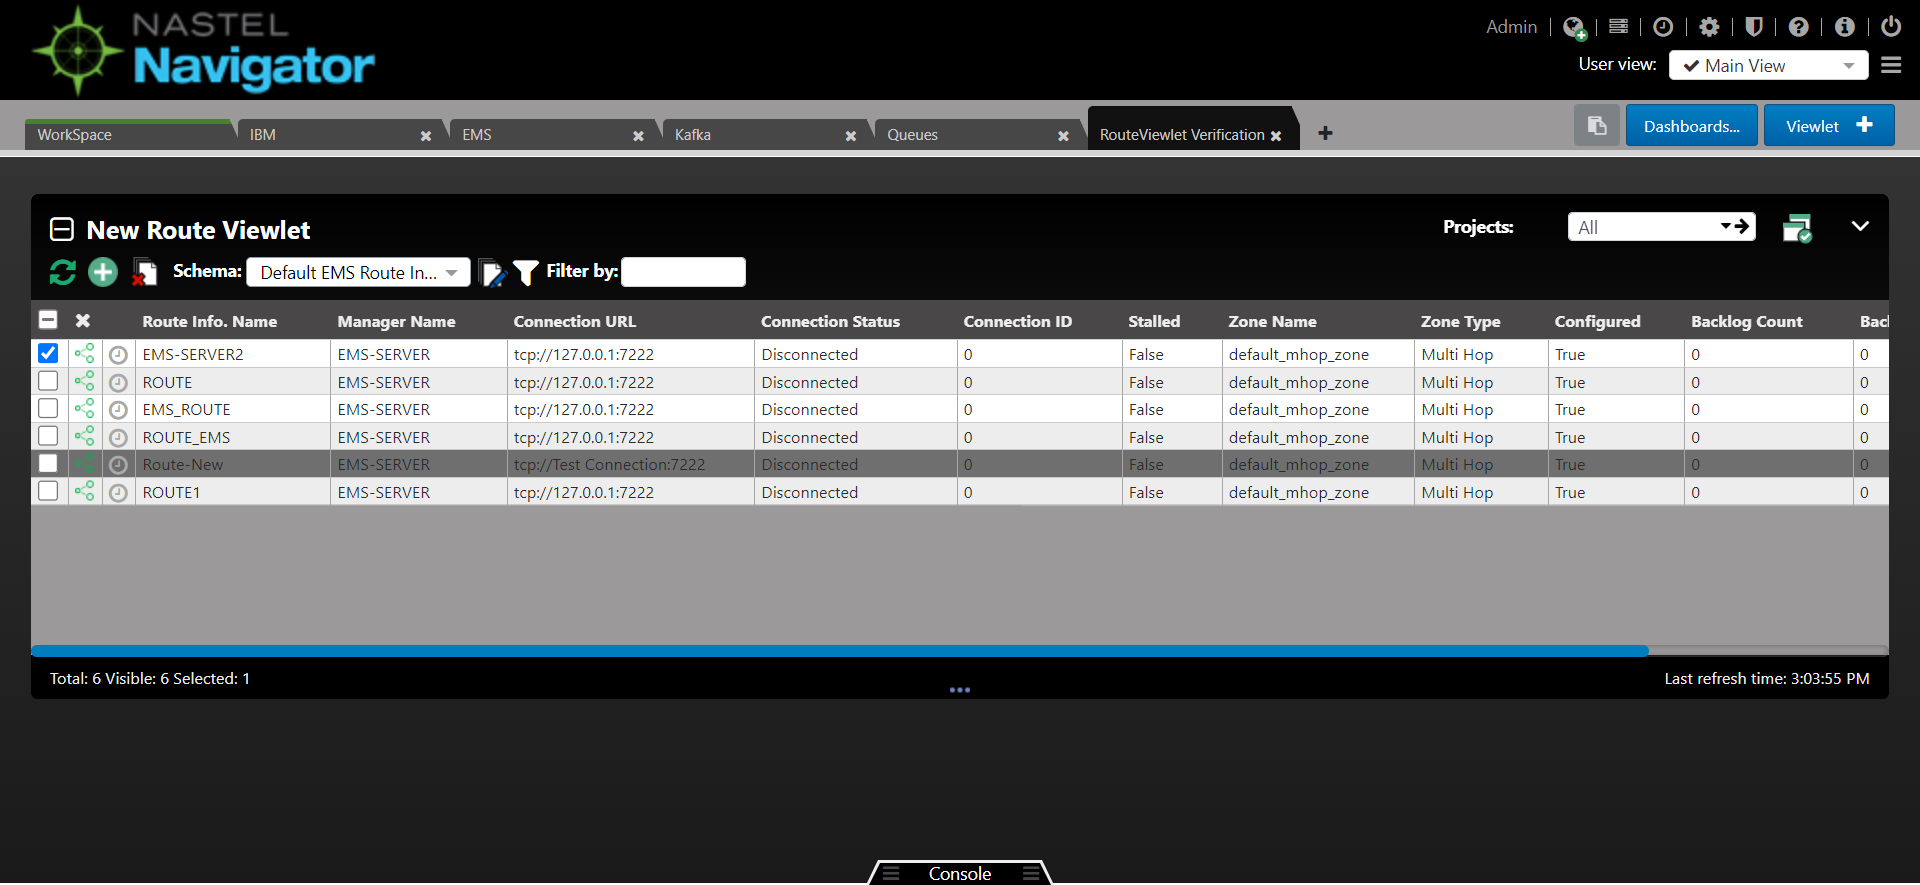 NASTEL
Navigator
Admin
User view: Main View
WorkSpace IBM EMS Kafka Queues RouteViewlet Verification
Dashboards... Viewlet
New Route Viewlet
Projects: All
Schema: Default EMS Route In... Filter by:
Route Info. Name Manager Name Connection URL Connection Status Connection ID Stalled Zone Name Zone Type Configured Backlog Count Bac
EMS-SERVER2 EMS-SERVER tcp://127.0.0.1:7222 Disconnected 0 False default_mhop_zone Multi Hop True 0 0
ROUTE EMS-SERVER tcp://127.0.0.1:7222 Disconnected 0 False default_mhop_zone Multi Hop True 0 0
EMS_ROUTE EMS-SERVER tcp://127.0.0.1:7222 Disconnected 0 False default_mhop_zone Multi Hop True 0 0
ROUTE_EMS EMS-SERVER tcp://127.0.0.1:7222 Disconnected 0 False default_mhop_zone Multi Hop True 0 0
Route-New EMS-SERVER tcp://Test Connection:7222 Disconnected 0 False default_mhop_zone Multi Hop True 0 0
ROUTE1 EMS-SERVER tcp://127.0.0.1:7222 Disconnected 0 False default_mhop_zone Multi Hop True 0 0
Total: 6 Visible: 6 Selected: 1
Last refresh time: 3:03:55 PM
Console